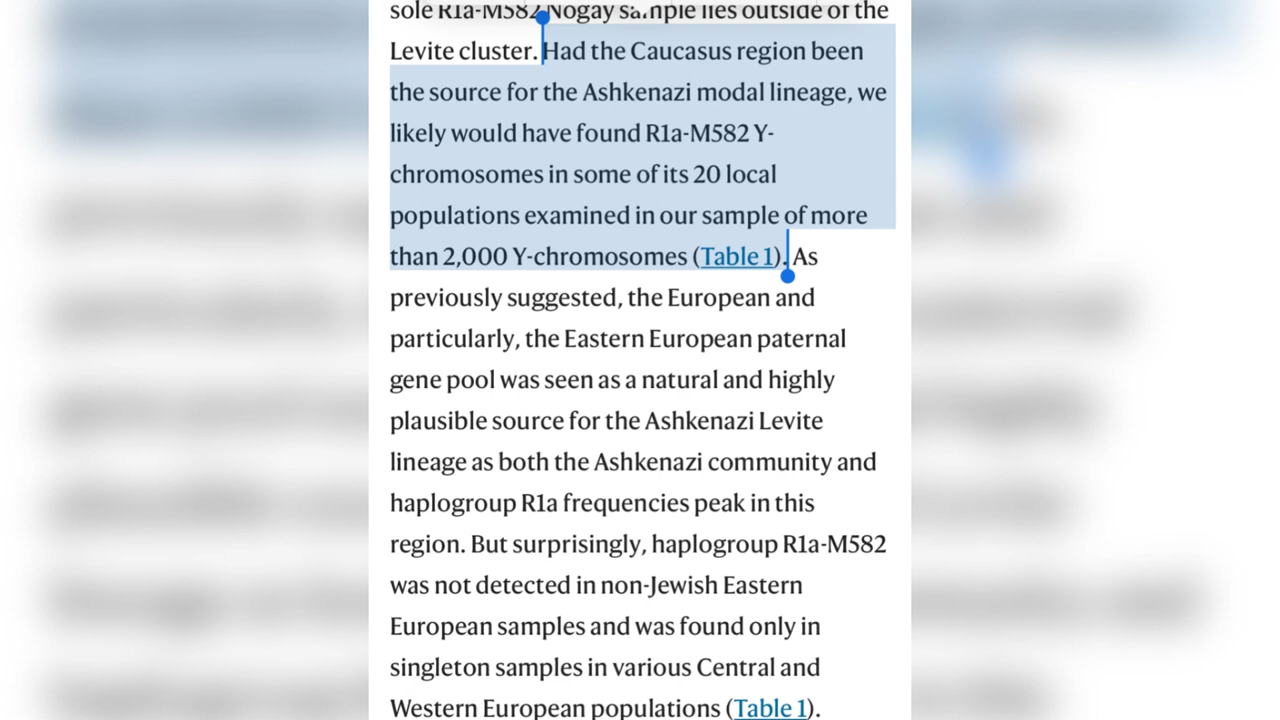 sole R1a-M582 Nogay sample lies outside of the
Levite cluster. Had the Caucasus region been
the source for the Ashkenazi modal lineage, we
likely would have found R1a-M582 Y-
chromosomes in some of its 20 local
populations examined in our sample of more
than 2,000 Y-chromosomes (Table 1). As
previously suggested, the European and
particularly, the Eastern European paternal
gene pool was seen as a natural and highly
plausible source for the Ashkenazi Levite
lineage as both the Ashkenazi community and
haplogroup R1a frequencies peak in this
region. But surprisingly, haplogroup R1a-M582
was not detected in non-Jewish Eastern
European samples and was found only in
singleton samples in various Central and
Western European populations (Table 1).